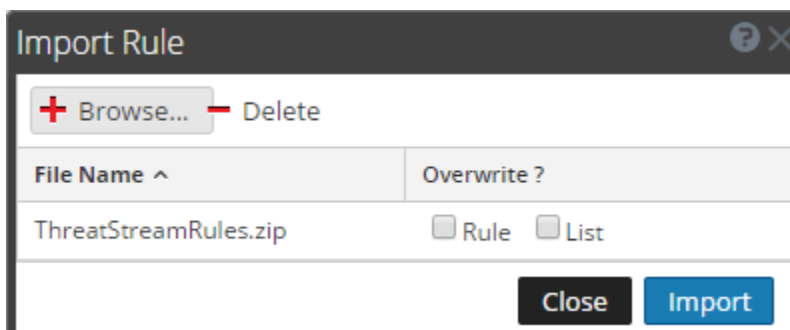 Import Rule
Browse... Delete
File Name Overwrite ?
ThreatStreamRules.zip Rule List
Close Import